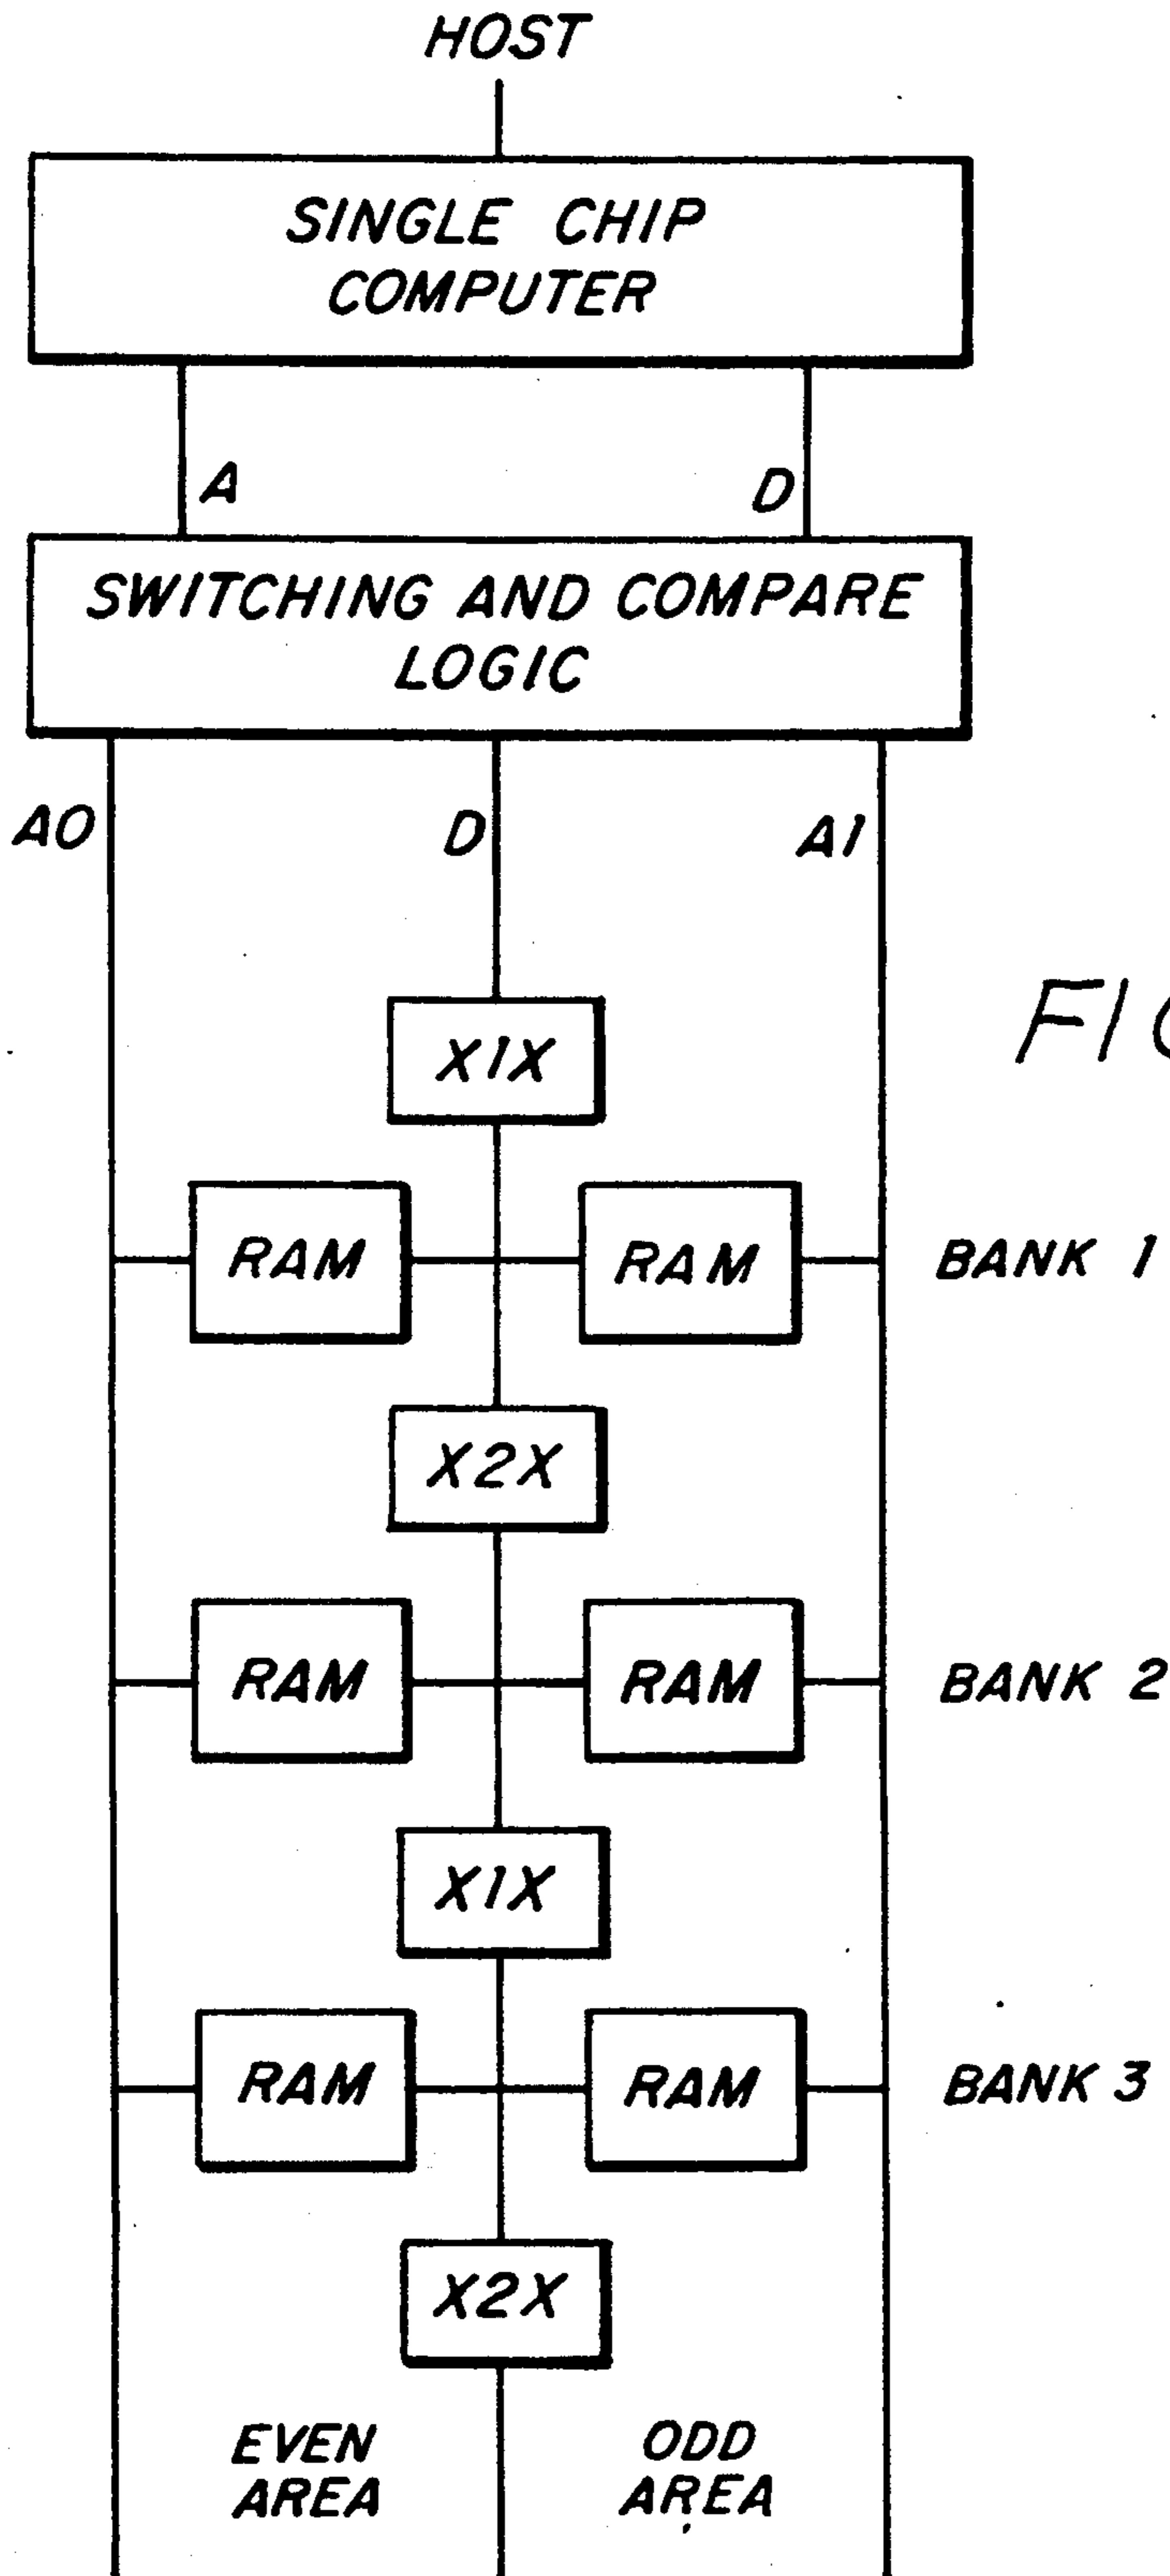 HOST
SINGLE CHIP
COMPUTER
A
D
SWITCHING AND COMPARE
LOGIC
A0
D
A1
X1X
RAM
RAM
BANK 1
X2X
RAM
RAM
BANK 2
X1X
RAM
RAM
BANK 3
X2X
EVEN
AREA
ODD
AREA